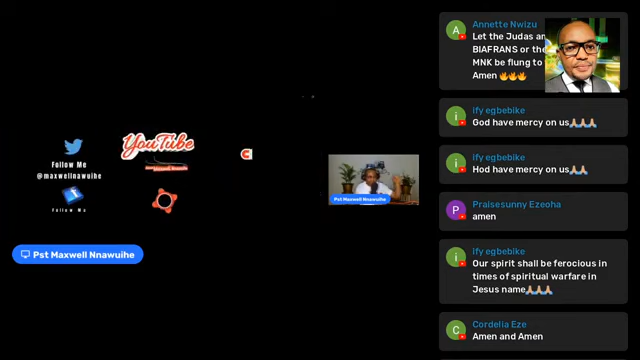 Follow Me
@maxwellnawuihe
YouTube
Follow Me
Pst Maxwell Nnawuihe
Pst Maxwell Nnawuihe
Annette Nwizu
Let the Judas
BIAFRANS or the
MNK be flung to
Amen 🔥🔥🔥
ify egbebike
God have mercy on us🙏🏽🙏🏽🙏🏽
ify egbebike
Hod have mercy on us🙏🏽🙏🏽
Praisesunny Ezeoha
amen
ify egbebike
Our spirit shall be ferocious in
times of spiritual warfare in
Jesus name🙏🏽🙏🏽🙏🏽
Cordelia Eze
Amen and Amen